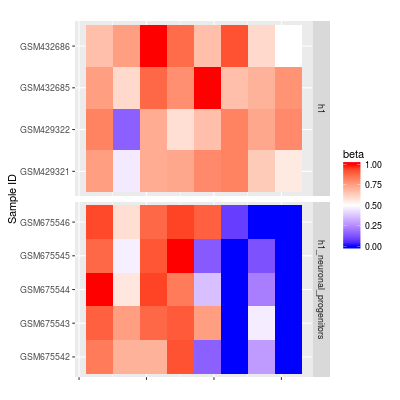 GSM432686
GSM432685
GSM429322
GSM429321
h1
GSM675546
GSM675545
GSM675544
GSM675543
GSM675542
h1_neuronal_progenitors
Sample ID
beta
1.00
0.75
0.50
0.25
0.00